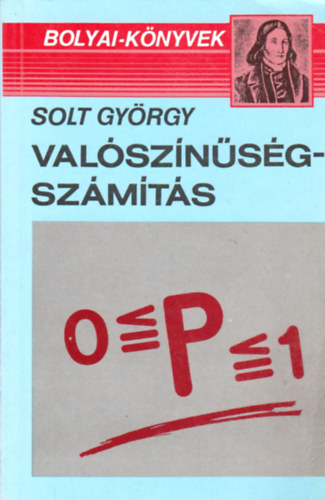 BOLYAI-KÖNYVEK
SOLT GYÖRGY
VALÓSZÍNŰSÉG-
SZÁMÍTÁS
0≦P≦1